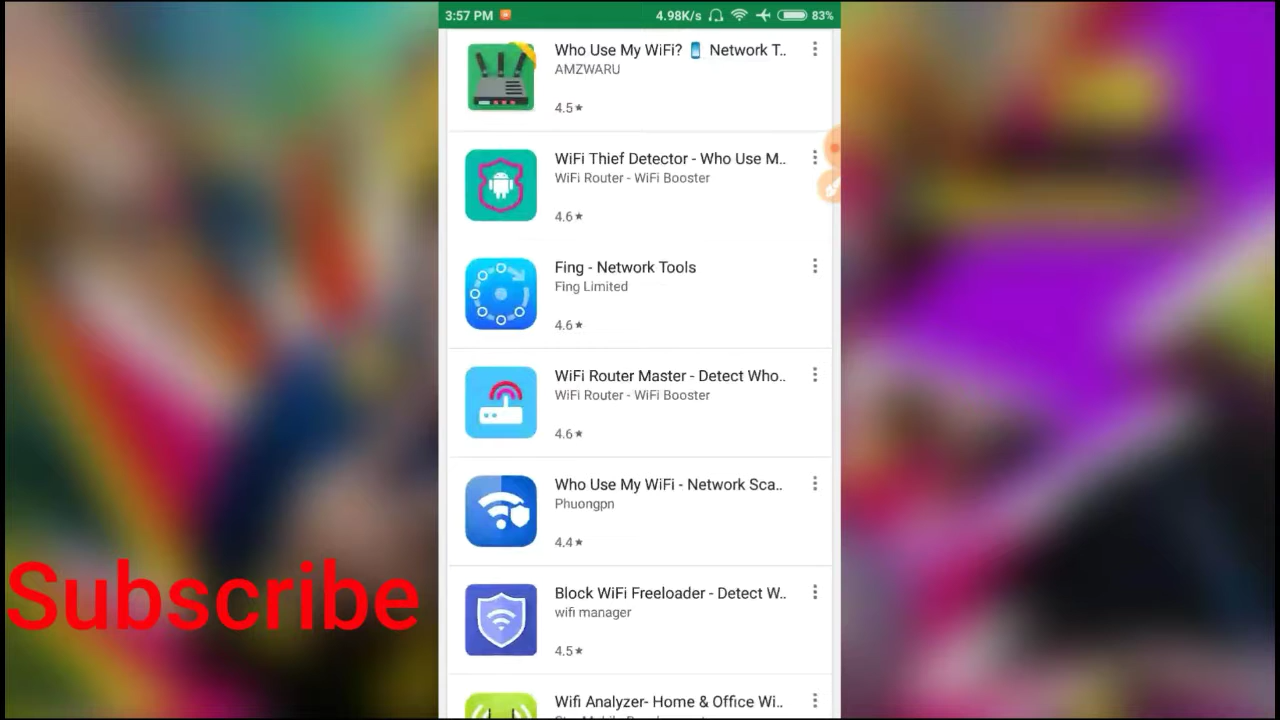 3:57 PM 4.98K/s 83%
Who Use My WiFi? 📱 Network T..
AMZWARU
4.5★
WiFi Thief Detector - Who Use M..
WiFi Router - WiFi Booster
4.6★
Fing - Network Tools
Fing Limited
4.6★
WiFi Router Master - Detect Who..
WiFi Router - WiFi Booster
4.6★
Who Use My WiFi - Network Sca..
Phuongpn
4.4★
Subscribe
Block WiFi Freeloader - Detect W..
wifi manager
4.5★
Wifi Analyzer- Home & Office Wi..